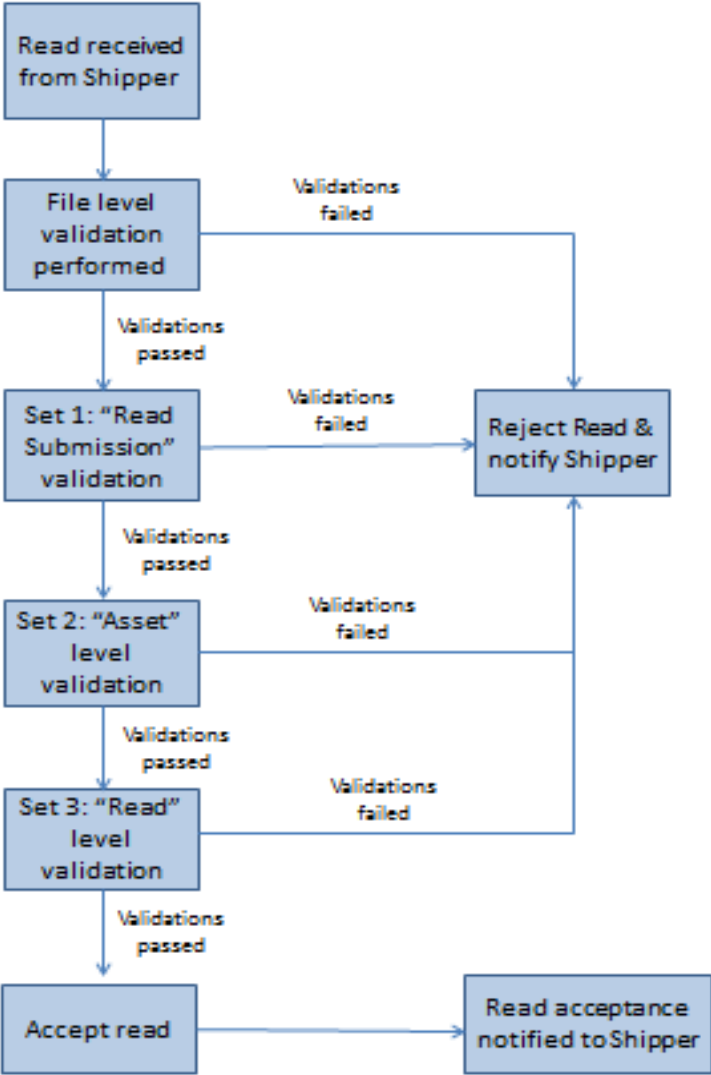 Read received
from Shipper
File level
validation
performed
Validations
failed
Validations
passed
Set 1: “Read
Submission”
validation
Validations
failed
Reject Read &
notify Shipper
Validations
passed
Set 2: “Asset”
level
validation
Validations
failed
Validations
passed
Set 3: “Read”
level
validation
Validations
failed
Validations
passed
Accept read
Read acceptance
notified to Shipper